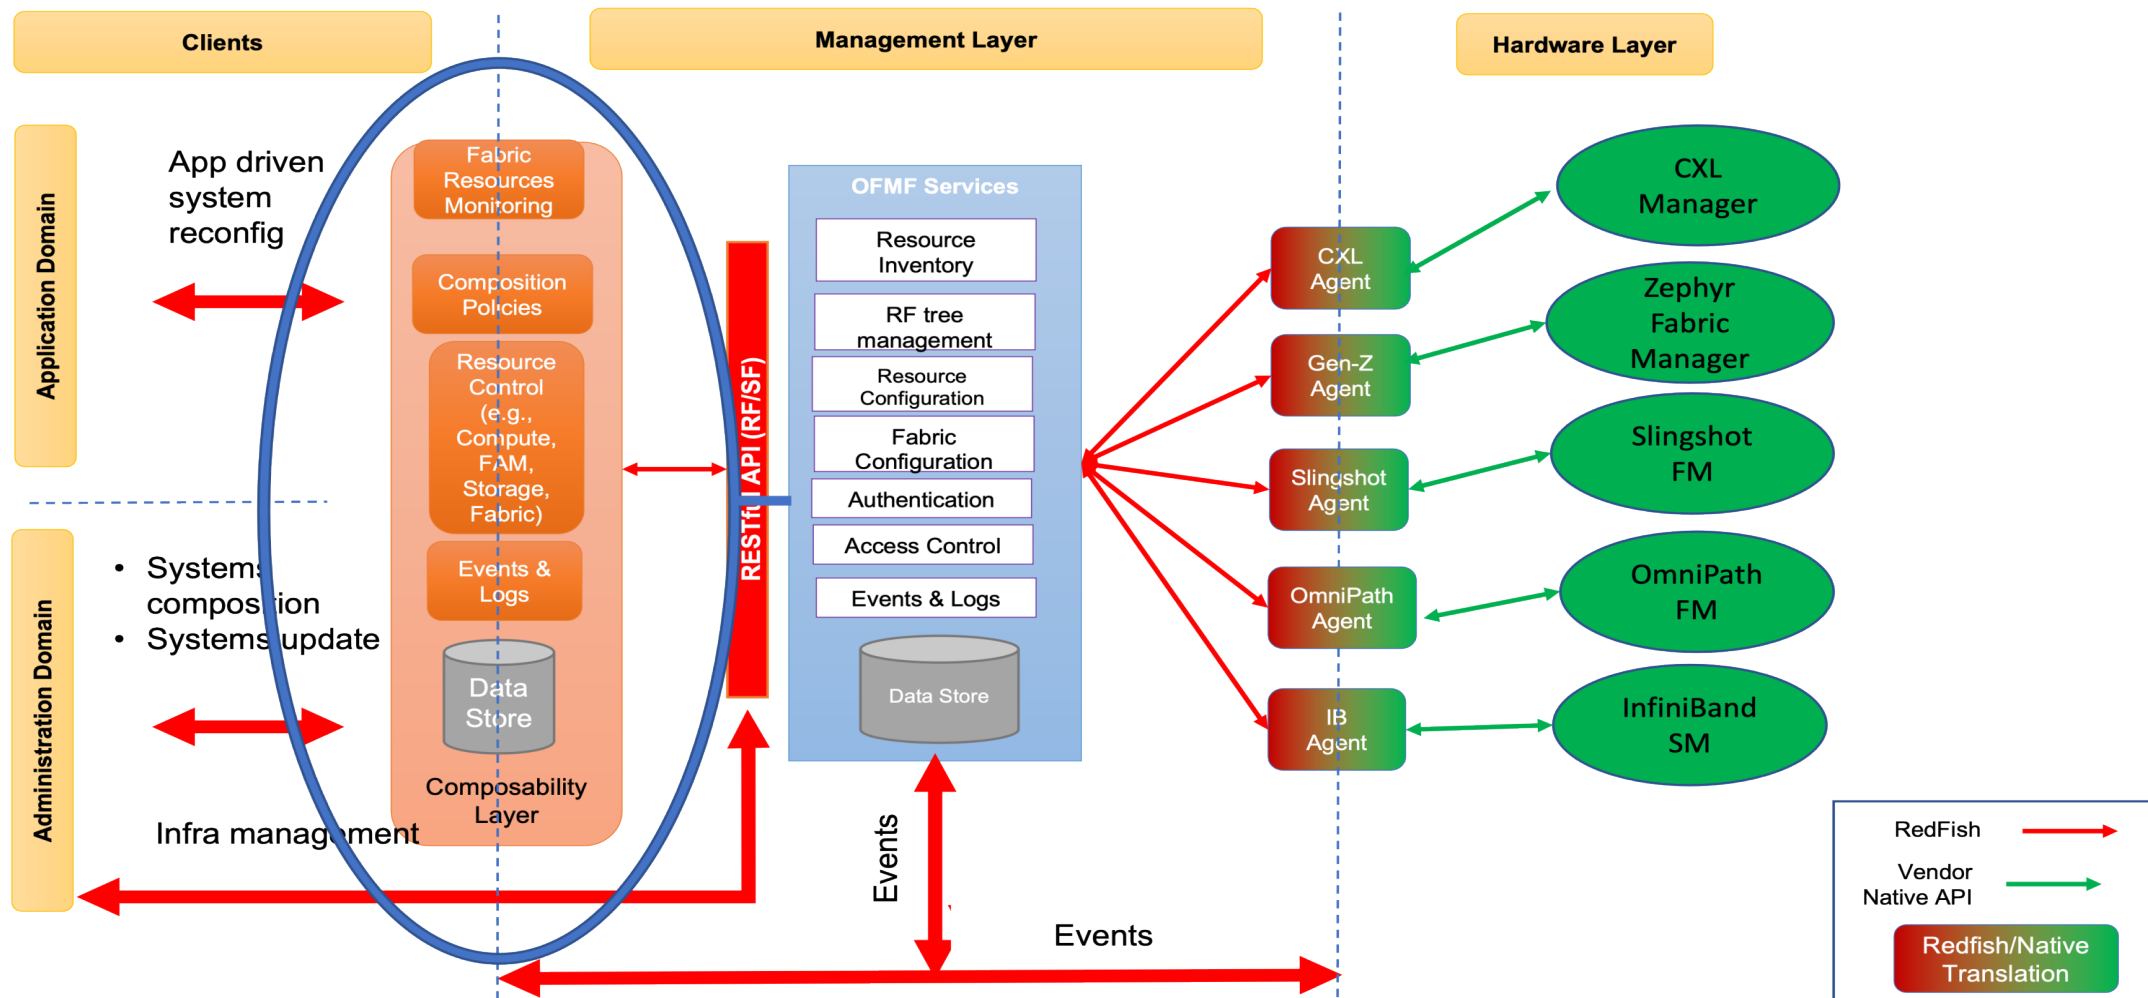 Clients
Management Layer
Hardware Layer
Application Domain
Administration Domain
App driven
system
reconfig
• Systems
composition
• Systems update
Infra management
Fabric
Resources
Monitoring
Composition
Policies
Resource
Control
(e.g.,
Compute,
FAM,
Storage,
Fabric)
Events &
Logs
Data
Store
Composability
Layer
RESTful API (RF/SF)
OFMF Services
Resource
Inventory
RF tree
management
Resource
Configuration
Fabric
Configuration
Authentication
Access Control
Events & Logs
Data Store
Events
Events
CXL
Agent
Gen-Z
Agent
Slingshot
Agent
OmniPath
Agent
IB
Agent
CXL
Manager
Zephyr
Fabric
Manager
Slingshot
FM
OmniPath
FM
InfiniBand
SM
RedFish
Vendor
Native API
Redfish/Native
Translation